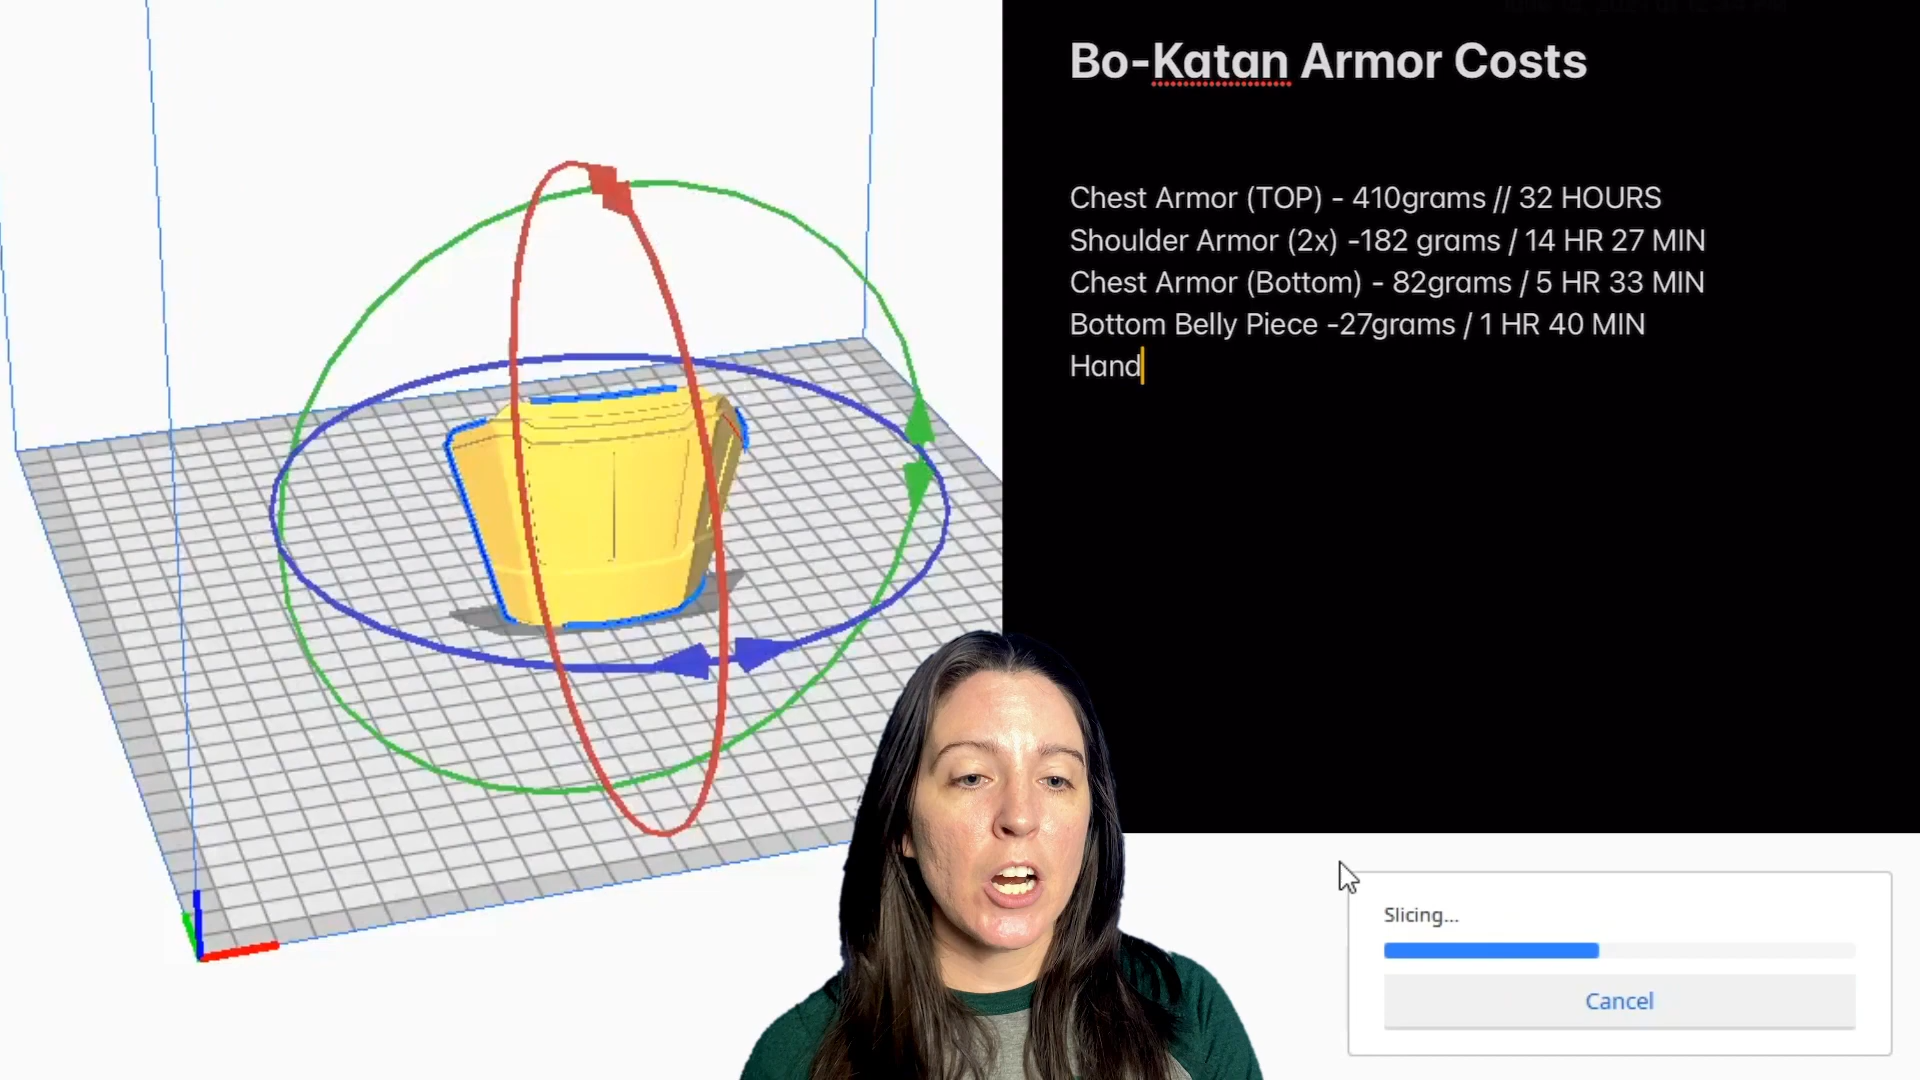 Bo-Katan Armor Costs
Chest Armor (TOP) - 410grams // 32 HOURS
Shoulder Armor (2x) -182 grams / 14 HR 27 MIN
Chest Armor (Bottom) - 82grams / 5 HR 33 MIN
Bottom Belly Piece -27grams / 1 HR 40 MIN
Hand
Slicing...
Cancel